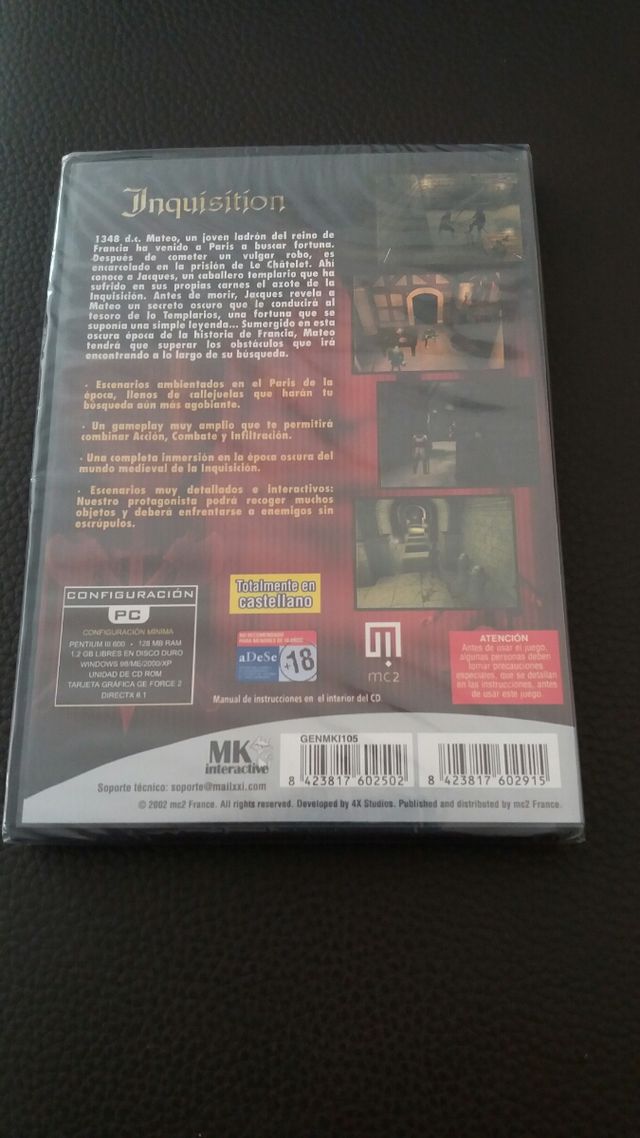 Inquisition
1348 d.c. Mateo, un joven ladrón del reino de
Francia ha venido a Paris a buscar fortuna.
Después de cometer un vulgar robo, es
encarcelado en la prisión de Le Châtelet. Ahí
conoce a Jacques, un caballero templario que ha
sufrido en sus propias carnes el azote de la
Inquisición. Antes de morir, Jacques revela a
Mateo un secreto oscuro que le conducirá al
tesoro de lo Templarios, una fortuna que se
suponía una simple leyenda... Sumergido en esta
oscura época de la historia de Francia, Mateo
tendrá que superar los obstáculos que irá
encontrando a lo largo de su búsqueda.
· Escenarios ambientados en el Paris de la
época, llenos de callejuelas que harán tu
búsqueda aún más agobiante.
· Un gameplay muy amplio que te permitirá
combinar Acción, Combate y Infiltración.
· Una completa inmersión en la época oscura del
mundo medieval de la Inquisición.
· Escenarios muy detallados e interactivos:
Nuestro protagonista podrá recoger muchos
objetos y deberá enfrentarse a enemigos sin
escrúpulos.
CONFIGURACIÓN
PC
CONFIGURACIÓN MÍNIMA
PENTIUM III 600 • 128 MB RAM
1.2 GB LIBRES EN DISCO DURO
WINDOWS 98/ME/2000/XP
UNIDAD DE CD ROM
TARJETA GRÁFICA GE FORCE 2
DIRECTX 8.1
Totalmente en
castellano
NO RECOMENDADO
PARA MENORES DE 18 AÑOS
aDeSe
+18
mc2
ATENCIÓN
Antes de usar el juego,
algunas personas deben
tomar precauciones
especiales, que se detallan
en las instrucciones, antes
de usar este juego.
Manual de instrucciones en el interior del CD.
MK
interactive
GENMKI105
8 423817 602502
8 423817 602915
Soporte técnico: soporte@mailxxi.com
© 2002 mc2 France. All rights reserved. Developed by 4X Studios. Published and distributed by mc2 France.